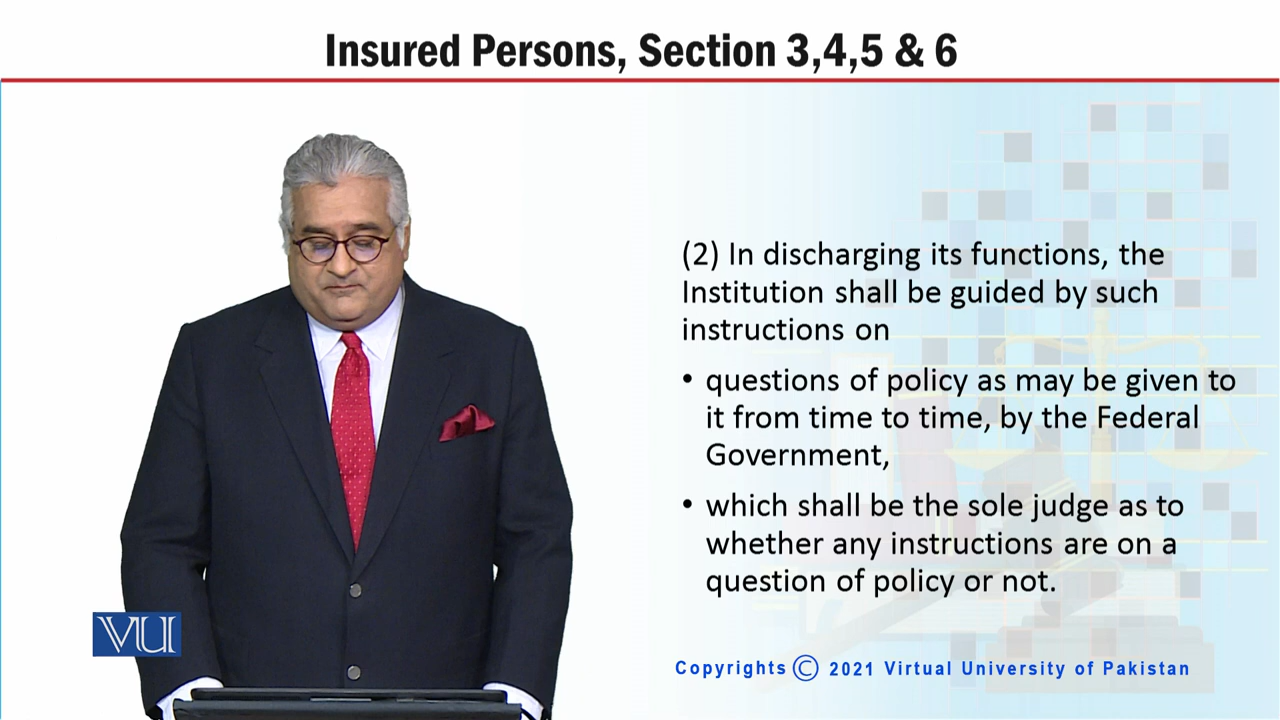 Insured Persons, Section 3,4,5 & 6
(2) In discharging its functions, the
Institution shall be guided by such
instructions on
• questions of policy as may be given to
it from time to time, by the Federal
Government,
• which shall be the sole judge as to
whether any instructions are on a
question of policy or not.
VU
Copyrights © 2021 Virtual University of Pakistan